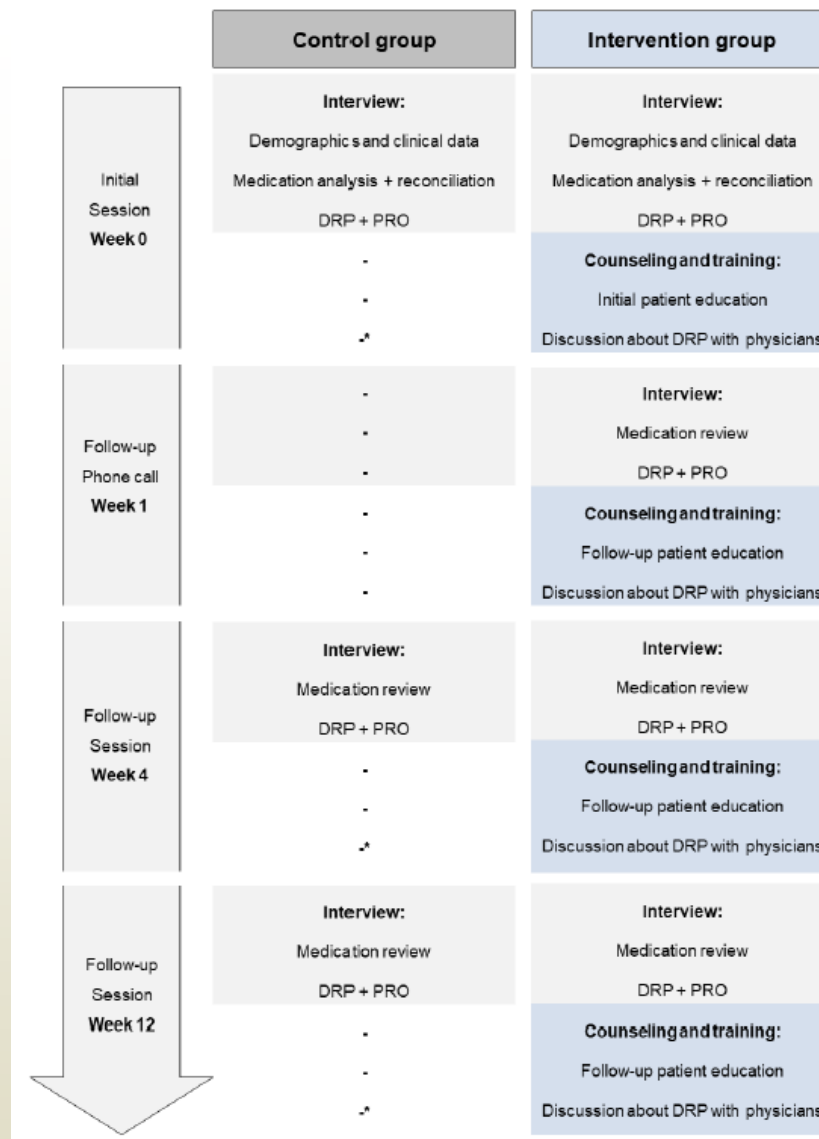 Control group
Intervention group
Initial
Session
Week 0
Interview:
Demographics and clinical data
Medication analysis + reconciliation
DRP + PRO
-
-
-*
Interview:
Demographics and clinical data
Medication analysis + reconciliation
DRP + PRO
Counseling and training:
Initial patient education
Discussion about DRP with physicians
Follow-up
Phone call
Week 1
-
-
-
-
-
-
Interview:
Medication review
DRP + PRO
Counseling and training:
Follow-up patient education
Discussion about DRP with physicians
Follow-up
Session
Week 4
Interview:
Medication review
DRP + PRO
-
-
-*
Interview:
Medication review
DRP + PRO
Counseling and training:
Follow-up patient education
Discussion about DRP with physicians
Follow-up
Session
Week 12
Interview:
Medication review
DRP + PRO
-
-
-*
Interview:
Medication review
DRP + PRO
Counseling and training:
Follow-up patient education
Discussion about DRP with physicians